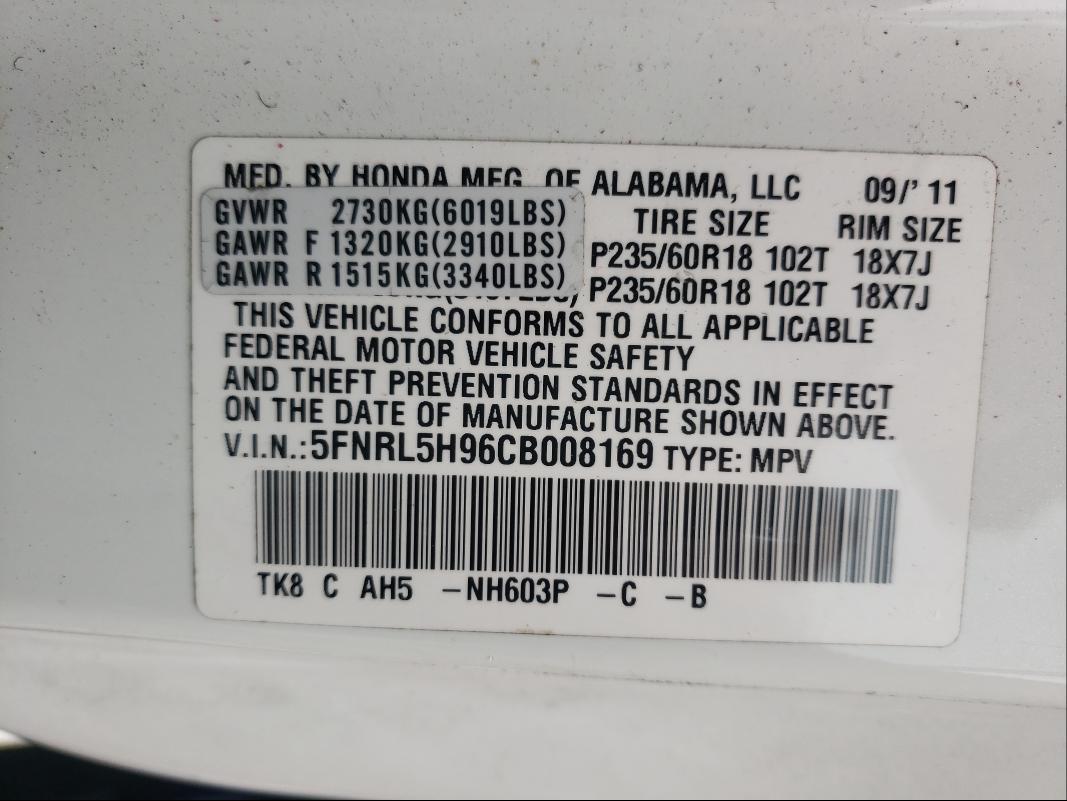 MFD. BY HONDA MFG. OF ALABAMA, LLC 09/' 11
GVWR 2730KG(6019LBS) TIRE SIZE RIM SIZE
GAWR F 1320KG(2910LBS) P235/60R18 102T 18X7J
GAWR R 1515KG(3340LBS) P235/60R18 102T 18X7J
THIS VEHICLE CONFORMS TO ALL APPLICABLE
FEDERAL MOTOR VEHICLE SAFETY
AND THEFT PREVENTION STANDARDS IN EFFECT
ON THE DATE OF MANUFACTURE SHOWN ABOVE.
V.I.N.: 5FNRL5H96CB008169 TYPE: MPV
TK8 C AH5 –NH603P –C –B